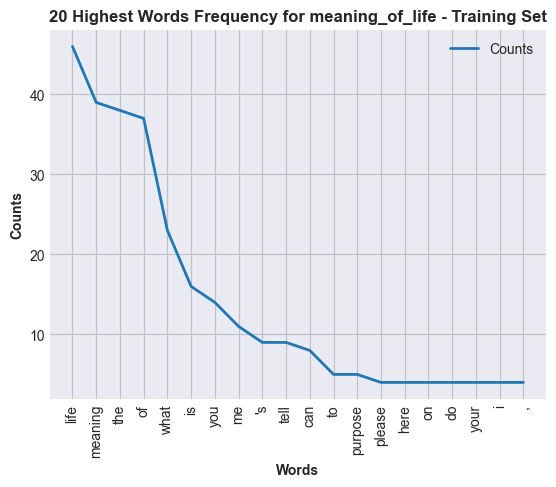 20 Highest Words Frequency for meaning_of_life - Training Set
Counts
Counts
40
30
20
10
life
meaning
the
of
what
is
you
me
's
tell
can
to
purpose
please
here
on
do
your
i
,
Words